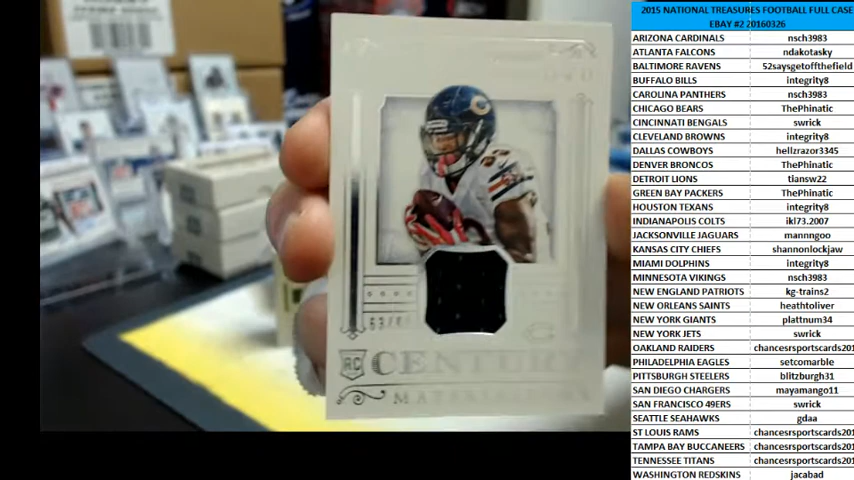 2015 NATIONAL TREASURES FOOTBALL FULL CASE
EBAY #2 20160326
ARIZONA CARDINALS nsch3983
ATLANTA FALCONS ndakotasky
BALTIMORE RAVENS 52saysgetoffthefield
BUFFALO BILLS integrity8
CAROLINA PANTHERS nsch3983
CHICAGO BEARS ThePhinatic
CINCINNATI BENGALS swrick
CLEVELAND BROWNS integrity8
DALLAS COWBOYS hellzrazor3345
DENVER BRONCOS ThePhinatic
DETROIT LIONS tiansw22
GREEN BAY PACKERS ThePhinatic
HOUSTON TEXANS integrity8
INDIANAPOLIS COLTS ikl73.2007
JACKSONVILLE JAGUARS mannngoo
KANSAS CITY CHIEFS shannonlockjaw
MIAMI DOLPHINS integrity8
MINNESOTA VIKINGS nsch3983
NEW ENGLAND PATRIOTS kg-trains2
NEW ORLEANS SAINTS heathtoliver
NEW YORK GIANTS plattnum34
NEW YORK JETS swrick
OAKLAND RAIDERS chancesrsportscards201
PHILADELPHIA EAGLES setcomarble
PITTSBURGH STEELERS blitzburgh31
SAN DIEGO CHARGERS mayamango11
SAN FRANCISCO 49ERS swrick
SEATTLE SEAHAWKS gdaa
ST LOUIS RAMS chancesrsportscards201
TAMPA BAY BUCCANEERS chancesrsportscards201
TENNESSEE TITANS chancesrsportscards201
WASHINGTON REDSKINS jacabad
RC